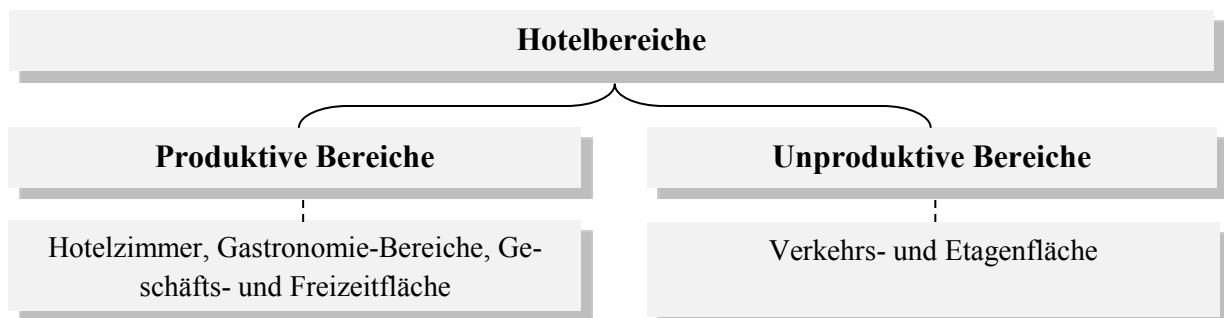 Hotelbereiche
Produktive Bereiche
Unproduktive Bereiche
Hotelzimmer, Gastronomie-Bereiche, Ge-
schäfts- und Freizeitfläche
Verkehrs- und Etagenfläche